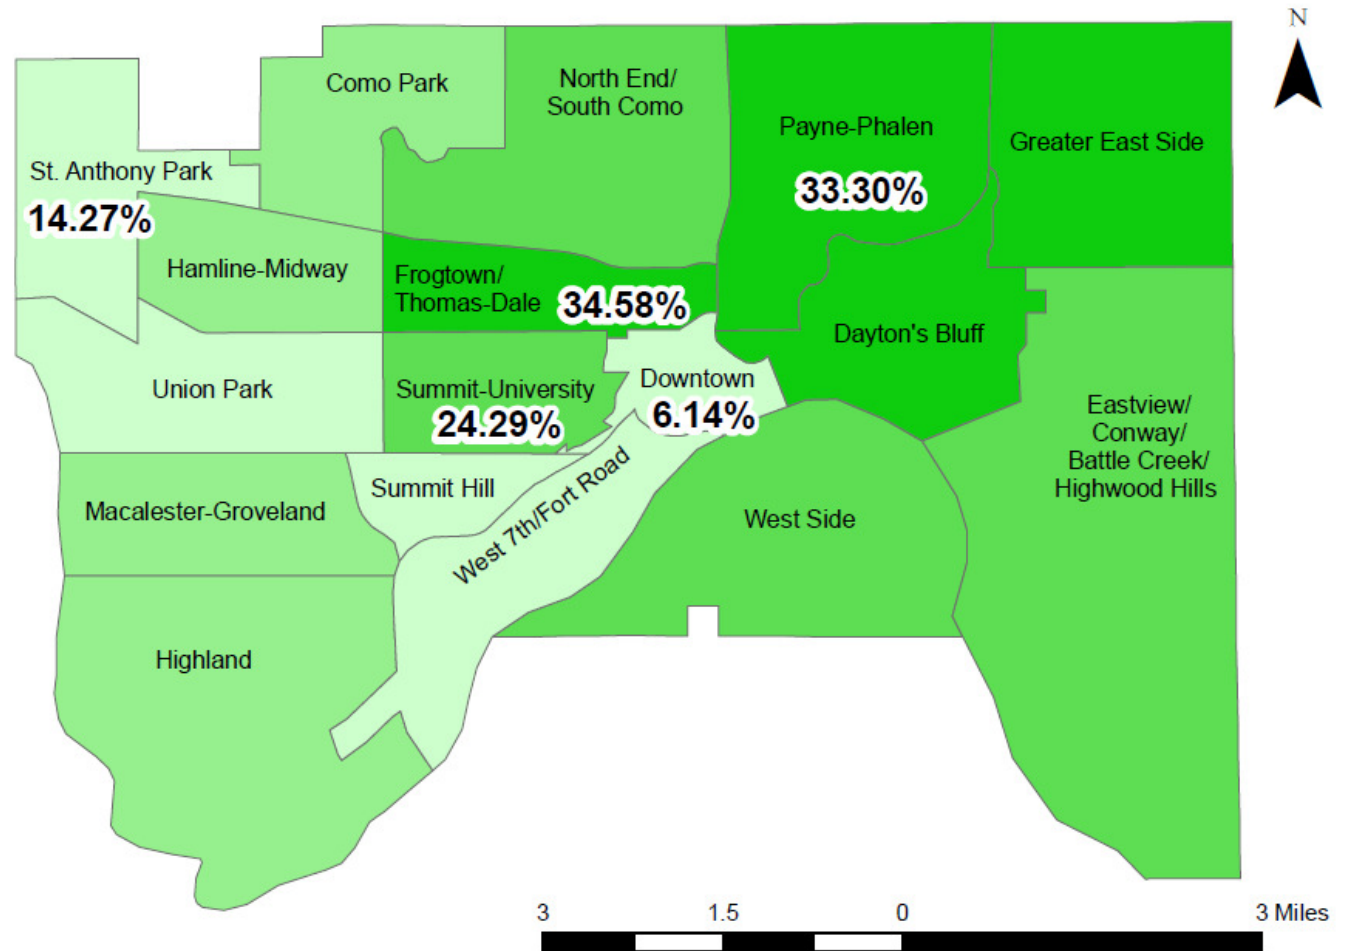 N
Como Park
North End/
South Como
Payne-Phalen
33.30%
Greater East Side
St. Anthony Park
14.27%
Hamline-Midway
Frogtown/
Thomas-Dale
34.58%
Dayton's Bluff
Union Park
Summit-University
24.29%
Downtown
6.14%
Eastview/
Conway/
Battle Creek/
Highwood Hills
Macalester-Groveland
Summit Hill
West 7th/Fort Road
West Side
Highland
3 1.5 0 3 Miles